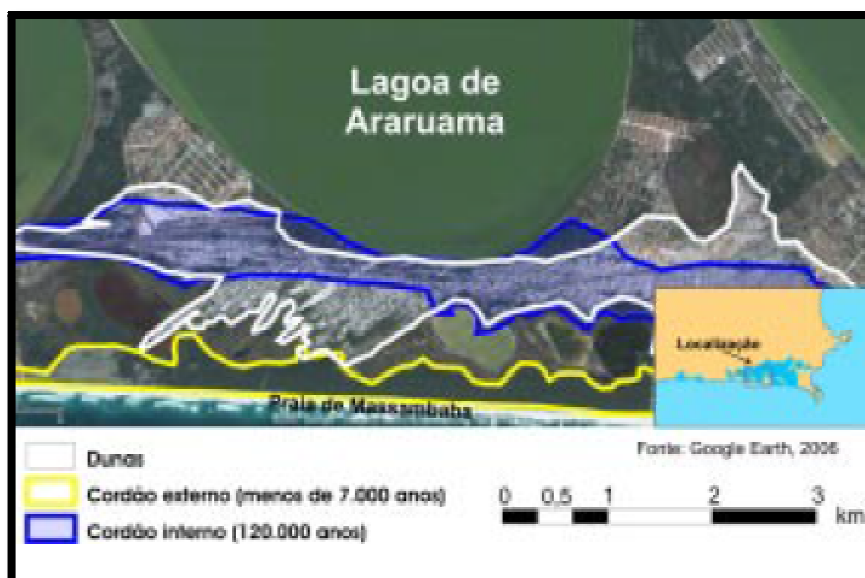 Lagoa de
Araruama
Localização
Praia de Massambaba
Fonte: Google Earth, 2006
Dunas
Cordão externo (menos de 7.000 anos)
Cordão interno (120.000 anos)
0 0,5 1 2 3
km